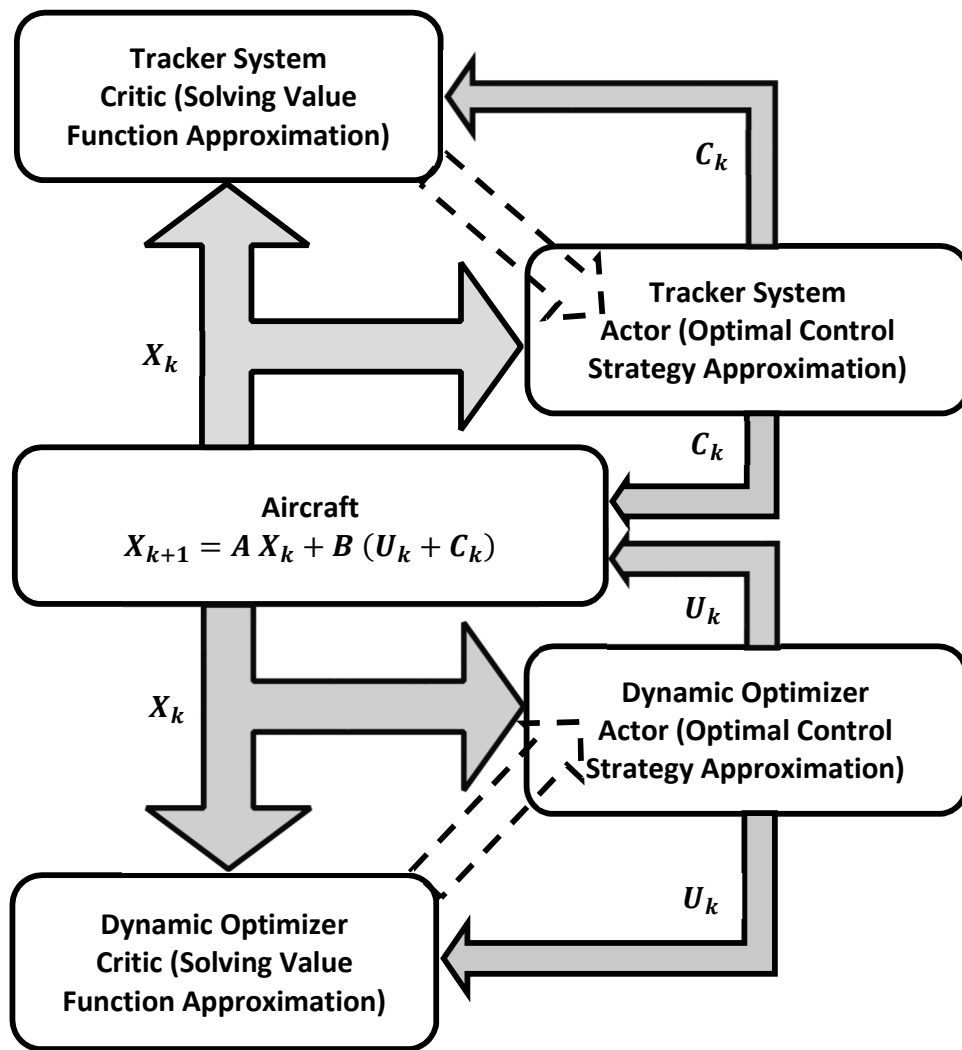 Tracker System
Critic (Solving Value
Function Approximation)
C_k
Tracker System
Actor (Optimal Control
Strategy Approximation)
X_k
C_k
Aircraft
X_{k+1} = A X_k + B (U_k + C_k)
U_k
X_k
Dynamic Optimizer
Actor (Optimal Control
Strategy Approximation)
U_k
Dynamic Optimizer
Critic (Solving Value
Function Approximation)